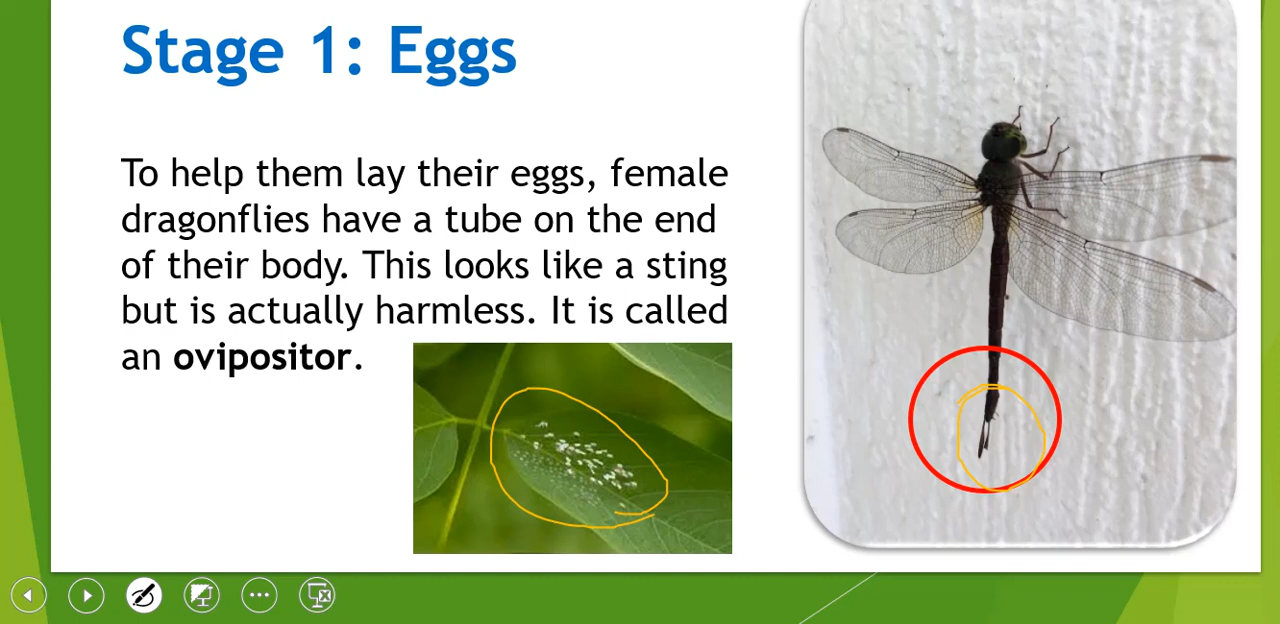 Stage 1: Eggs
To help them lay their eggs, female
dragonflies have a tube on the end
of their body. This looks like a sting
but is actually harmless. It is called
an ovipositor.